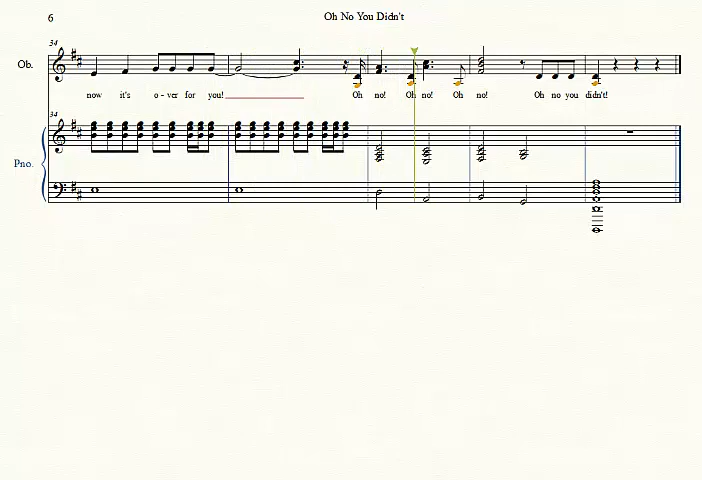 6
Oh No You Didn't
34
Ob.
now it's o - ver for you! Oh no! Oh no! Oh no! Oh no you didn't!
34
Pno.